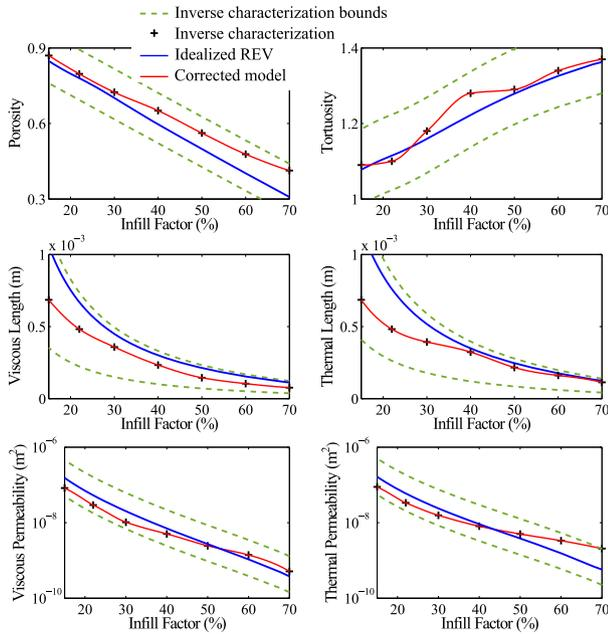 Inverse characterization bounds
Inverse characterization
Idealized REV
Corrected model
0.9
0.6
0.3
Porosity
20 30 40 50 60 70
Infill Factor (%)
1.4
1.2
1
Tortuosity
20 30 40 50 60 70
Infill Factor (%)
1 x 10⁻³
0.5
0
Viscous Length (m)
20 30 40 50 60 70
Infill Factor (%)
1 x 10⁻³
0.5
0
Thermal Length (m)
20 30 40 50 60 70
Infill Factor (%)
10⁻⁶
10⁻⁸
10⁻¹⁰
Viscous Permeability (m²)
20 30 40 50 60 70
Infill Factor (%)
10⁻⁶
10⁻⁸
10⁻¹⁰
Thermal Permeability (m²)
20 30 40 50 60 70
Infill Factor (%)